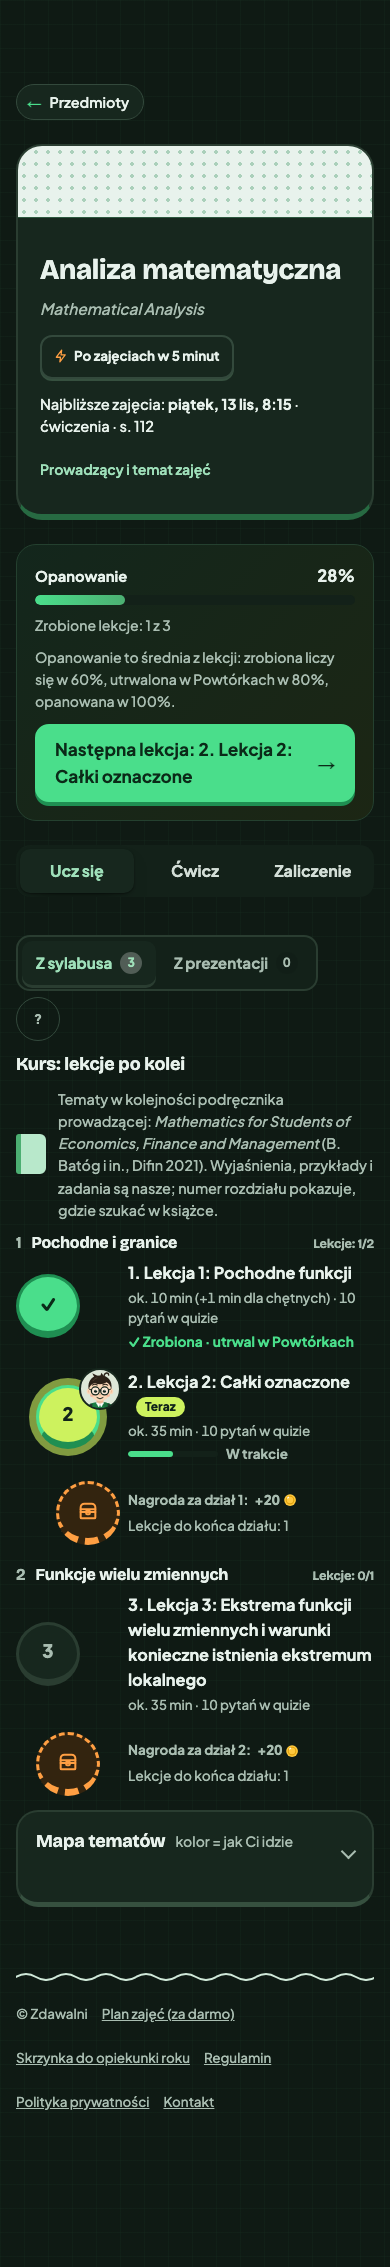 ← Przedmioty
Analiza matematyczna
Mathematical Analysis
Po zajęciach w 5 minut
Najbliższe zajęcia: piątek, 13 lis, 8:15 ·
ćwiczenia · s. 112
Prowadzący i temat zajęć
Opanowanie 28%
Zrobione lekcje: 1 z 3
Opanowanie to średnia z lekcji: zrobiona liczy
się w 60%, utrwalona w Powtórkach w 80%,
opanowana w 100%.
Następna lekcja: 2. Lekcja 2:
Całki oznaczone →
Ucz się Ćwicz Zaliczenie
Z sylabusa 3 Z prezentacji 0
?
Kurs: lekcje po kolei
Tematy w kolejności podręcznika
prowadzącej: Mathematics for Students of
Economics, Finance and Management (B.
Batóg i in., Difin 2021). Wyjaśnienia, przykłady i
zadania są nasze; numer rozdziału pokazuje,
gdzie szukać w książce.
1 Pochodne i granice Lekcje: 1/2
1. Lekcja 1: Pochodne funkcji
ok. 10 min (+1 min dla chętnych) · 10
pytań w quizie
✓ Zrobiona · utrwal w Powtórkach
2
2. Lekcja 2: Całki oznaczone
Teraz
ok. 35 min · 10 pytań w quizie
W trakcie
Nagroda za dział 1: +20
Lekcje do końca działu: 1
2 Funkcje wielu zmiennych Lekcje: 0/1
3
3. Lekcja 3: Ekstrema funkcji
wielu zmiennych i warunki
konieczne istnienia ekstremum
lokalnego
ok. 35 min · 10 pytań w quizie
Nagroda za dział 2: +20
Lekcje do końca działu: 1
Mapa tematów kolor = jak Ci idzie
© Zdawalni Plan zajęć (za darmo)
Skrzynka do opiekunki roku Regulamin
Polityka prywatności Kontakt